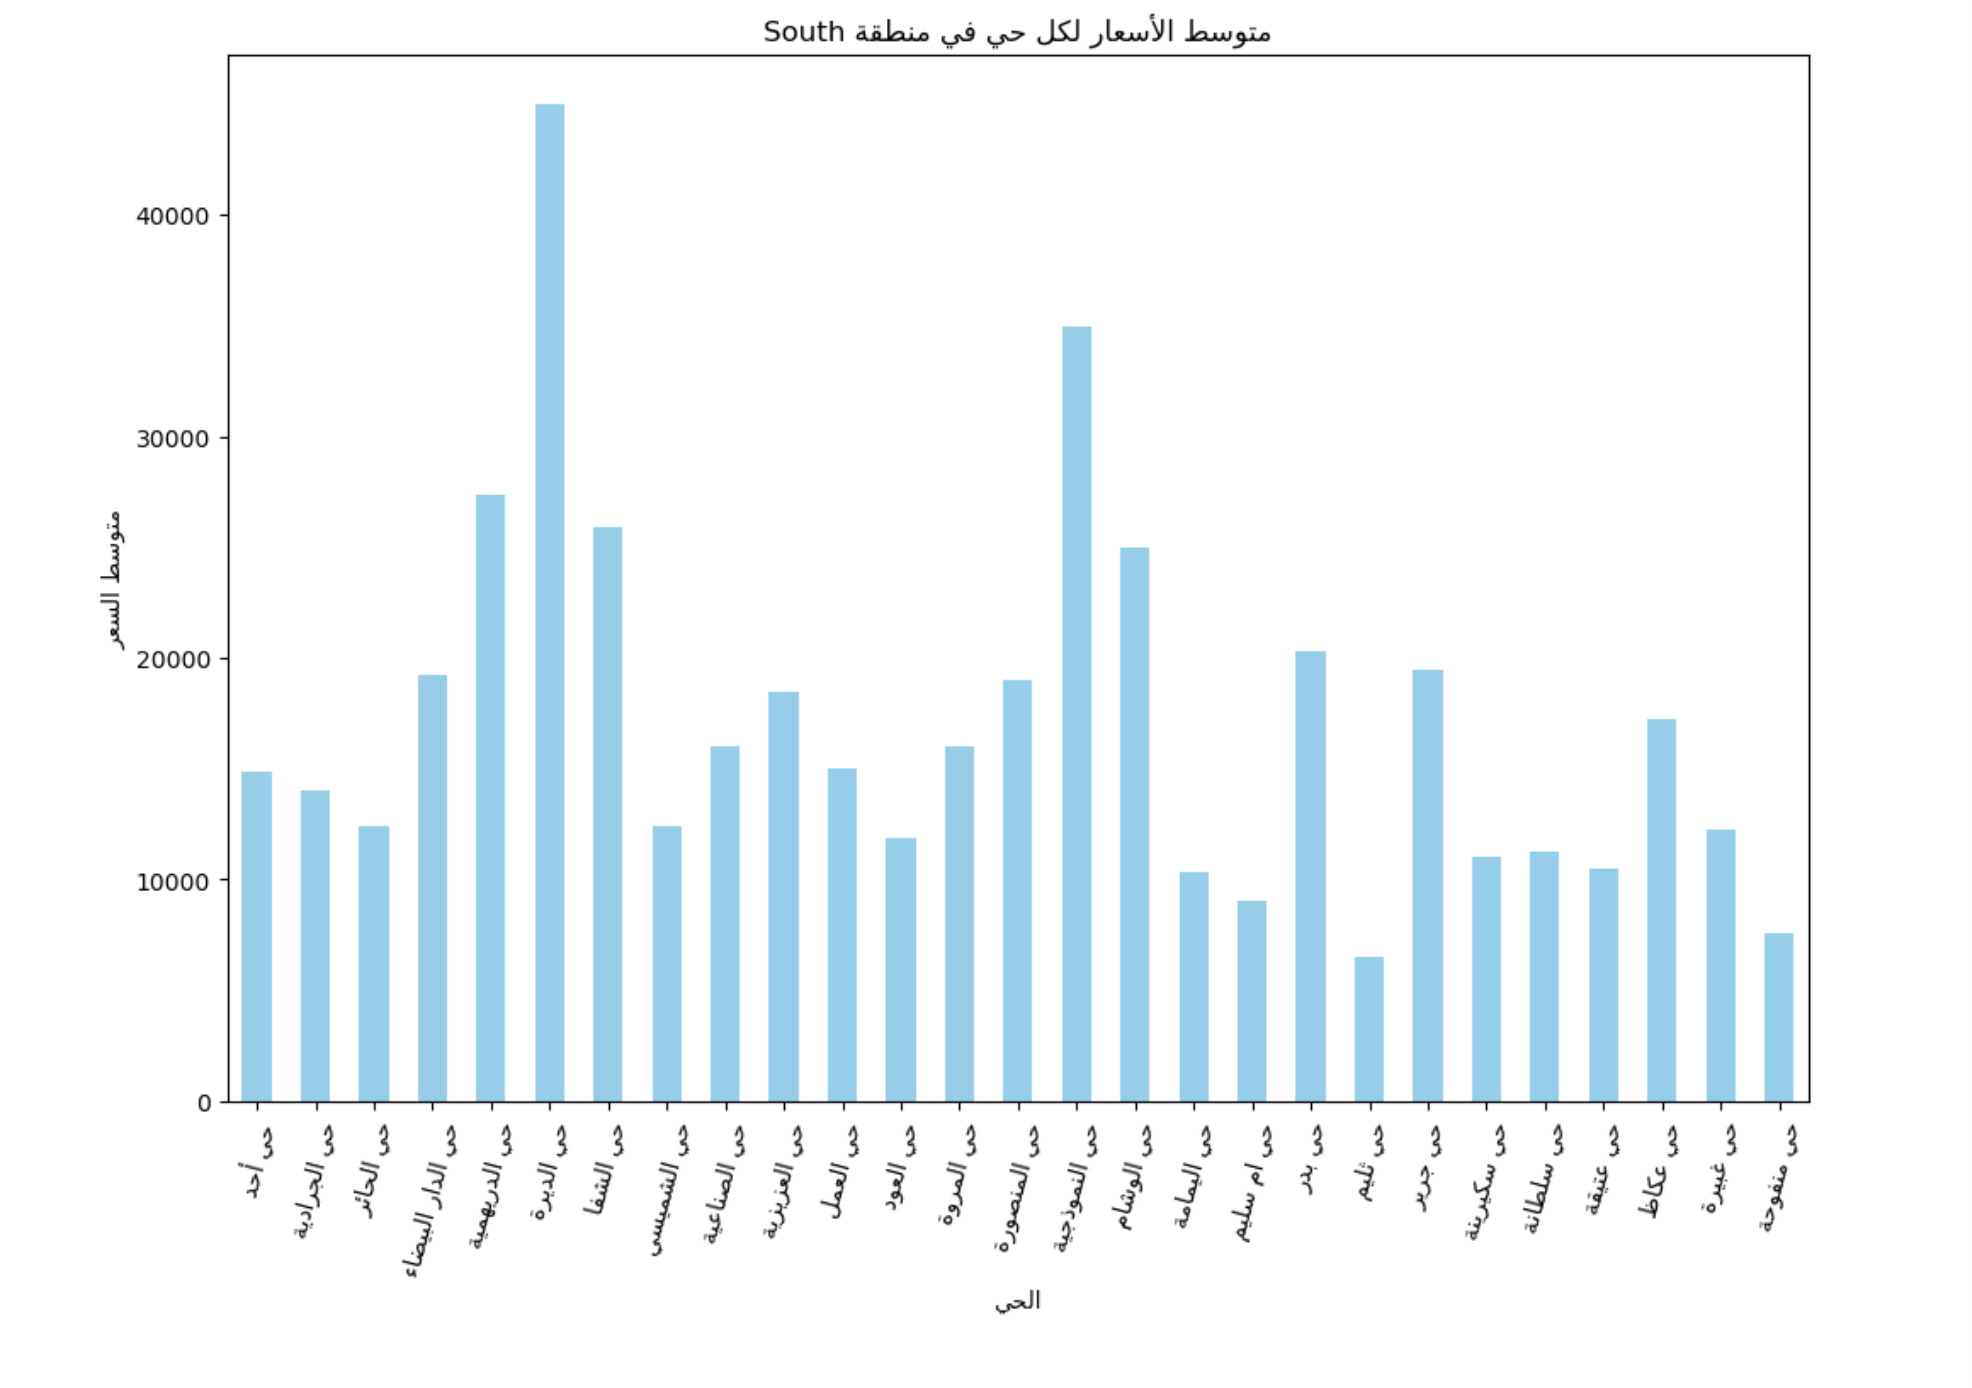 متوسط الأسعار لكل حي في منطقة South
متوسط السعر
40000
30000
20000
10000
0
حي أحد
حي الجرادية
حي الحائر
حي الدار البيضاء
حي الدريهمية
حي الديرة
حي الشفا
حي الشميسي
حي الصناعية
حي العزيزية
حي العمل
حي العود
حي المروة
حي المنصورة
حي النموذجية
حي الوشام
حي اليمامة
حي ام سليم
حي بدر
حي ثليم
حي جرير
حي سكيرينة
حي سلطانة
حي عتيقة
حي عكاظ
حي غبيرة
حي منفوحة
الحي